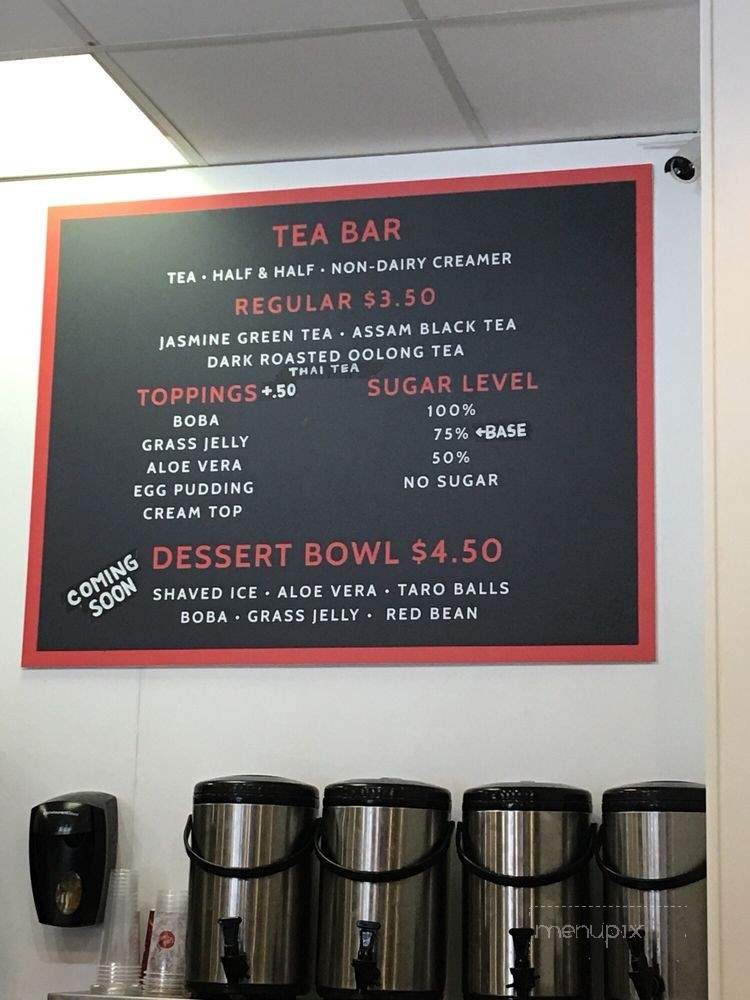 TEA BAR
TEA • HALF & HALF • NON-DAIRY CREAMER
REGULAR $3.50
JASMINE GREEN TEA • ASSAM BLACK TEA
DARK ROASTED OOLONG TEA
THAI TEA
TOPPINGS +.50
BOBA
GRASS JELLY
ALOE VERA
EGG PUDDING
CREAM TOP
SUGAR LEVEL
100%
75% ←BASE
50%
NO SUGAR
COMING SOON
DESSERT BOWL $4.50
SHAVED ICE • ALOE VERA • TARO BALLS
BOBA • GRASS JELLY • RED BEAN
menupix